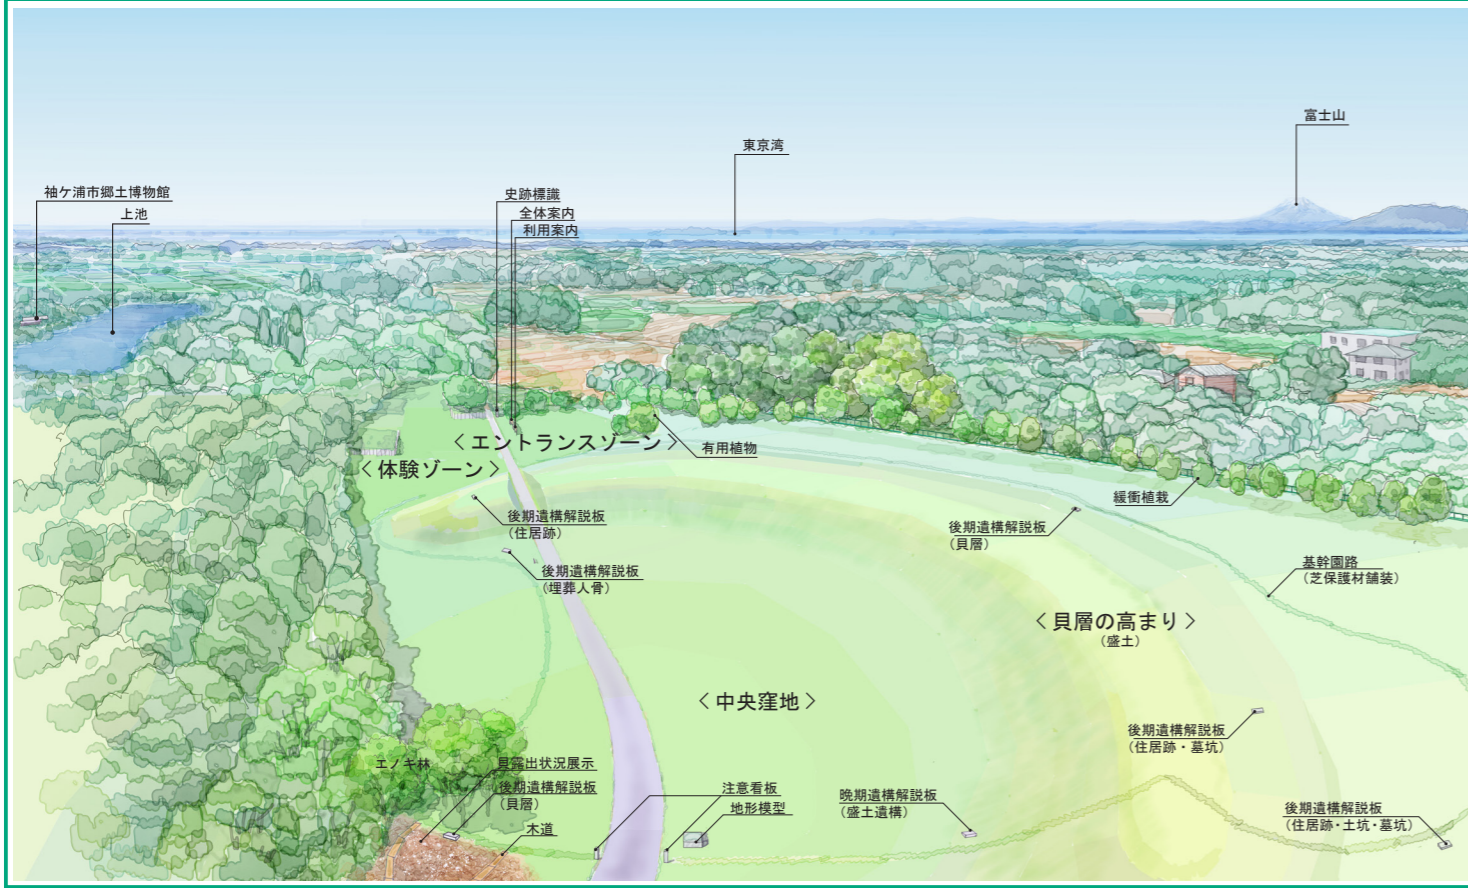 富士山
東京湾
袖ケ浦市郷土博物館
上池
史跡標識
全体案内
利用案内
〈エントランスゾーン〉
有用植物
〈体験ゾーン〉
緩衝植栽
後期遺構解説板
(住居跡)
後期遺構解説板
(貝層)
後期遺構解説板
(埋葬人骨)
基幹園路
(芝保護材舗装)
〈貝層の高まり〉
(盛土)
〈中央窪地〉
後期遺構解説板
(住居跡・墓坑)
エノキ林
貝露出状況展示
後期遺構解説板
(貝層)
木道
注意看板
地形模型
晩期遺構解説板
(盛土遺構)
後期遺構解説板
(住居跡・土坑・墓坑)